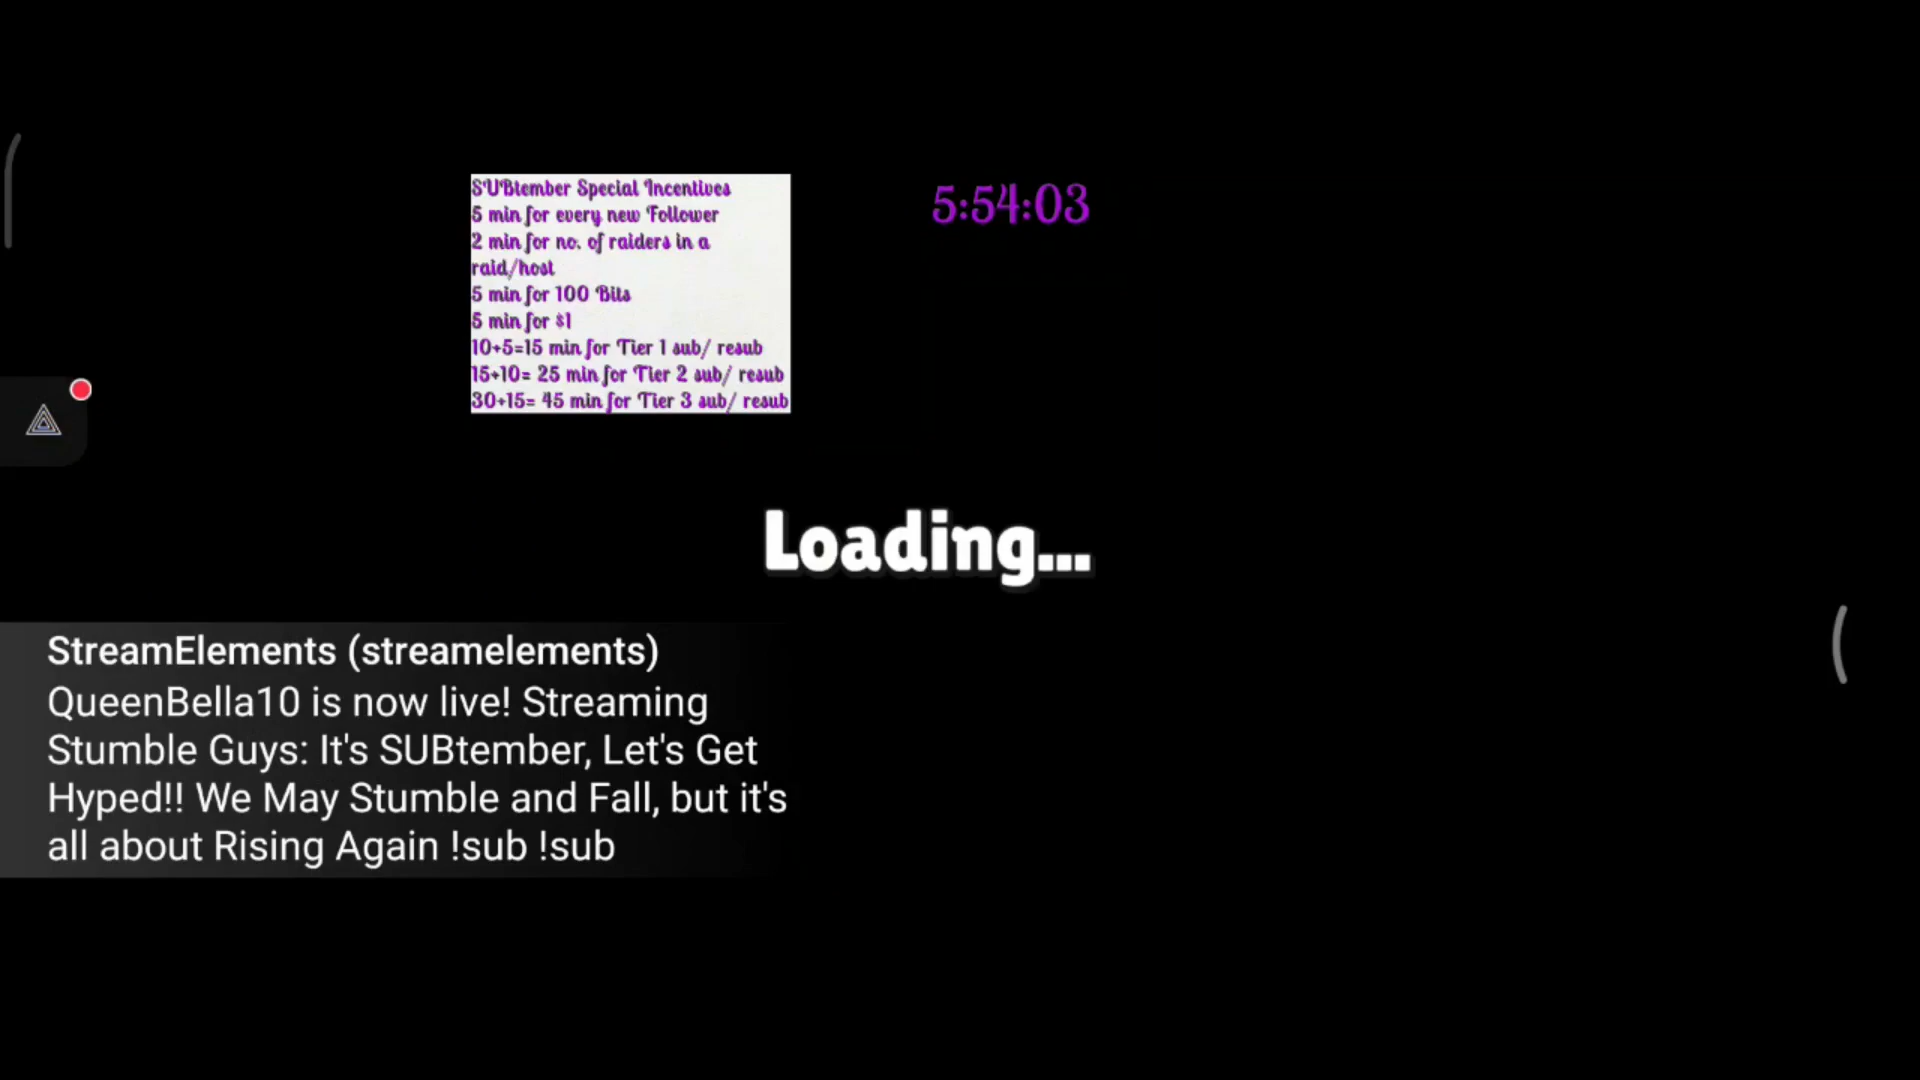 SUBtember Special Incentives
5 min for every new Follower
2 min for no. of raiders in a
raid/host
5 min for 100 Bits
5 min for $1
10+5=15 min for Tier 1 sub/ resub
15+10= 25 min for Tier 2 sub/ resub
30+15= 45 min for Tier 3 sub/ resub
5:54:03
Loading...
StreamElements (streamelements)
QueenBella10 is now live! Streaming
Stumble Guys: It's SUBtember, Let's Get
Hyped!! We May Stumble and Fall, but it's
all about Rising Again !sub !sub